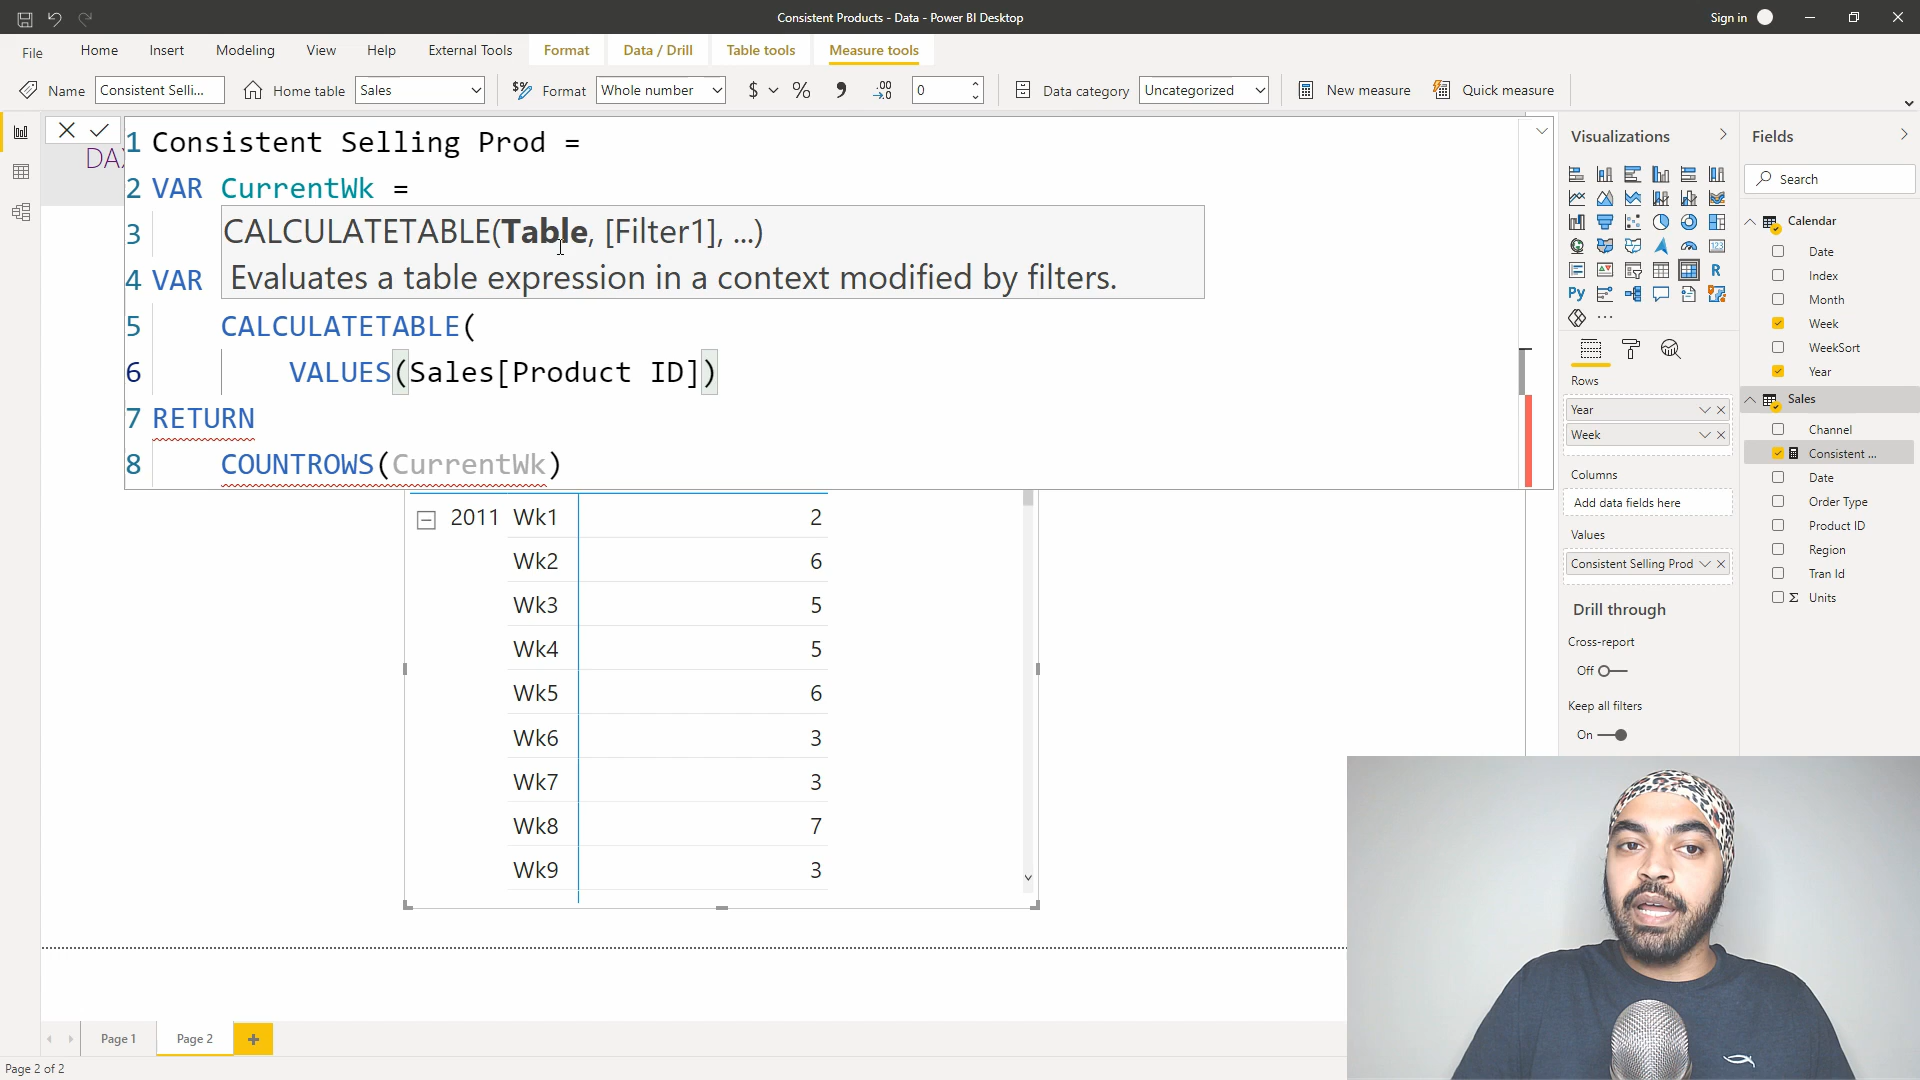 Consistent Products - Data - Power BI Desktop
Sign in
File
Home
Insert
Modeling
View
Help
External Tools
Format
Data / Drill
Table tools
Measure tools
Name
Consistent Selli...
Home table
Sales
$% Format
Whole number
$
%
,
.00
0
Data category
Uncategorized
New measure
Quick measure
DAX
1 Consistent Selling Prod =
2 VAR CurrentWk =
3
CALCULATETABLE(Table, [Filter1], ...)
Evaluates a table expression in a context modified by filters.
4 VAR
5 CALCULATETABLE(
6 VALUES(Sales[Product ID])
7 RETURN
8 COUNTROWS(CurrentWk)
2011 Wk1 2
Wk2 6
Wk3 5
Wk4 5
Wk5 6
Wk6 3
Wk7 3
Wk8 7
Wk9 3
Visualizations
123
R
Py
...
Rows
Year
Week
Columns
Add data fields here
Values
Consistent Selling Prod
Drill through
Cross-report
Off
Keep all filters
On
Fields
Search
Calendar
Date
Index
Month
Week
WeekSort
Year
Sales
Channel
Consistent ...
Date
Order Type
Product ID
Region
Tran Id
Σ Units
Page 1
Page 2
+
Page 2 of 2